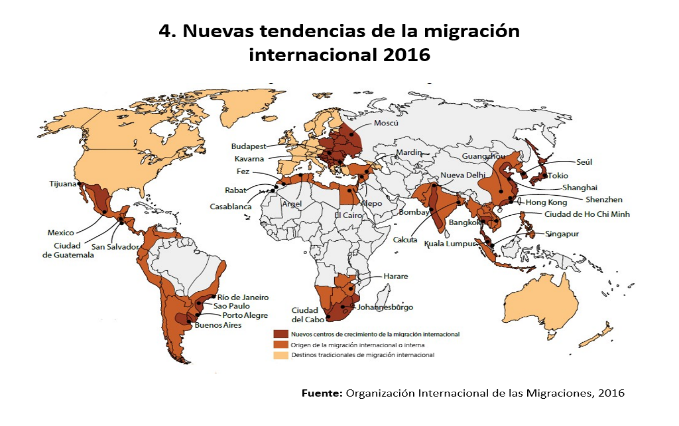 4. Nuevas tendencias de la migración
internacional 2016
Moscú
Budapest
Kavarna
Fez
Rabat
Casablanca
Argel
El Cairo
Alepo
Mardin
Guangzhou
Nueva Delhi
Seúl
Tokio
Shanghai
Shenzhen
Hong Kong
Ciudad de Ho Chi Minh
Bombay
Bangkok
Calcuta
Kuala Lumpur
Singapur
Tijuana
Mexico
Ciudad
de Guatemala
San Salvador
Harare
Johannesburgo
Ciudad
del Cabo
Rio de Janeiro
Sao Paulo
Porto Alegre
Buenos Aires
Nuevos centros de crecimiento de la migración internacional
Origen de la migración internacional o interna
Destinos tradicionales de migración internacional
Fuente: Organización Internacional de las Migraciones, 2016